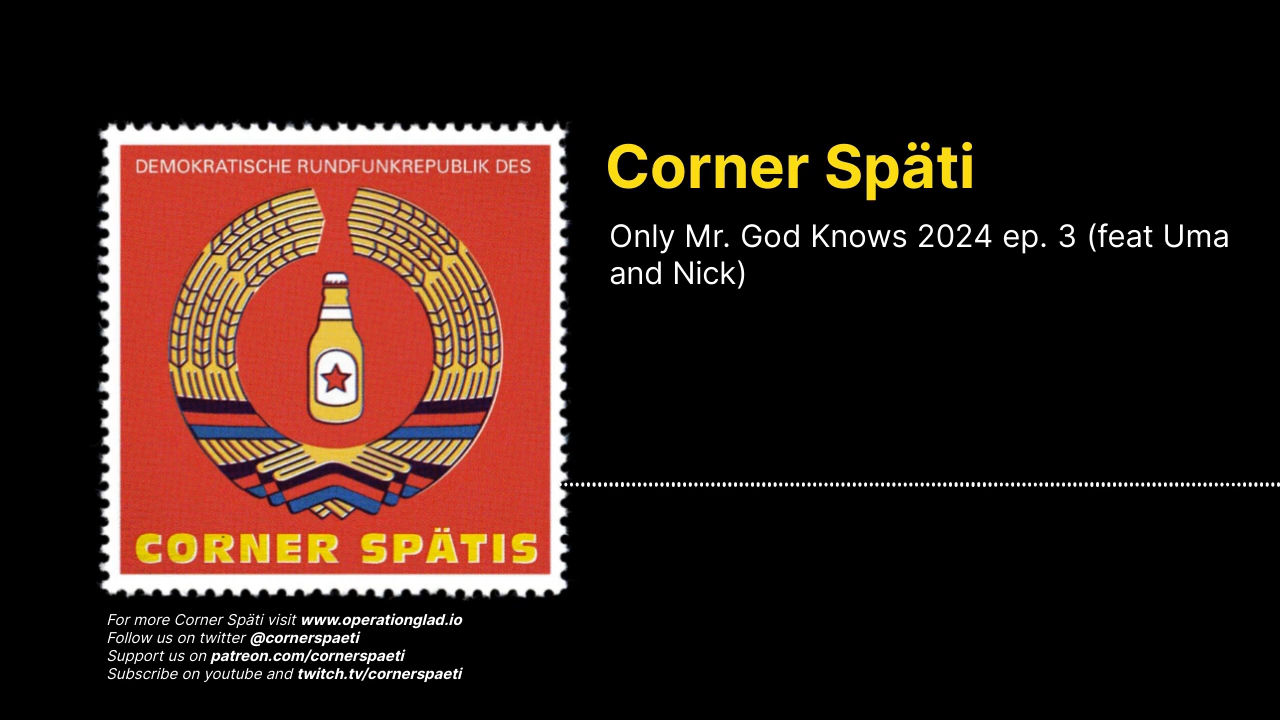 DEMOKRATISCHE RUNDFUNKREPUBLIK DES
CORNER SPÄTIS
Corner Späti
Only Mr. God Knows 2024 ep. 3 (feat Uma
and Nick)
For more Corner Späti visit www.operationglad.io
Follow us on twitter @cornerspaeti
Support us on patreon.com/cornerspaeti
Subscribe on youtube and twitch.tv/cornerspaeti